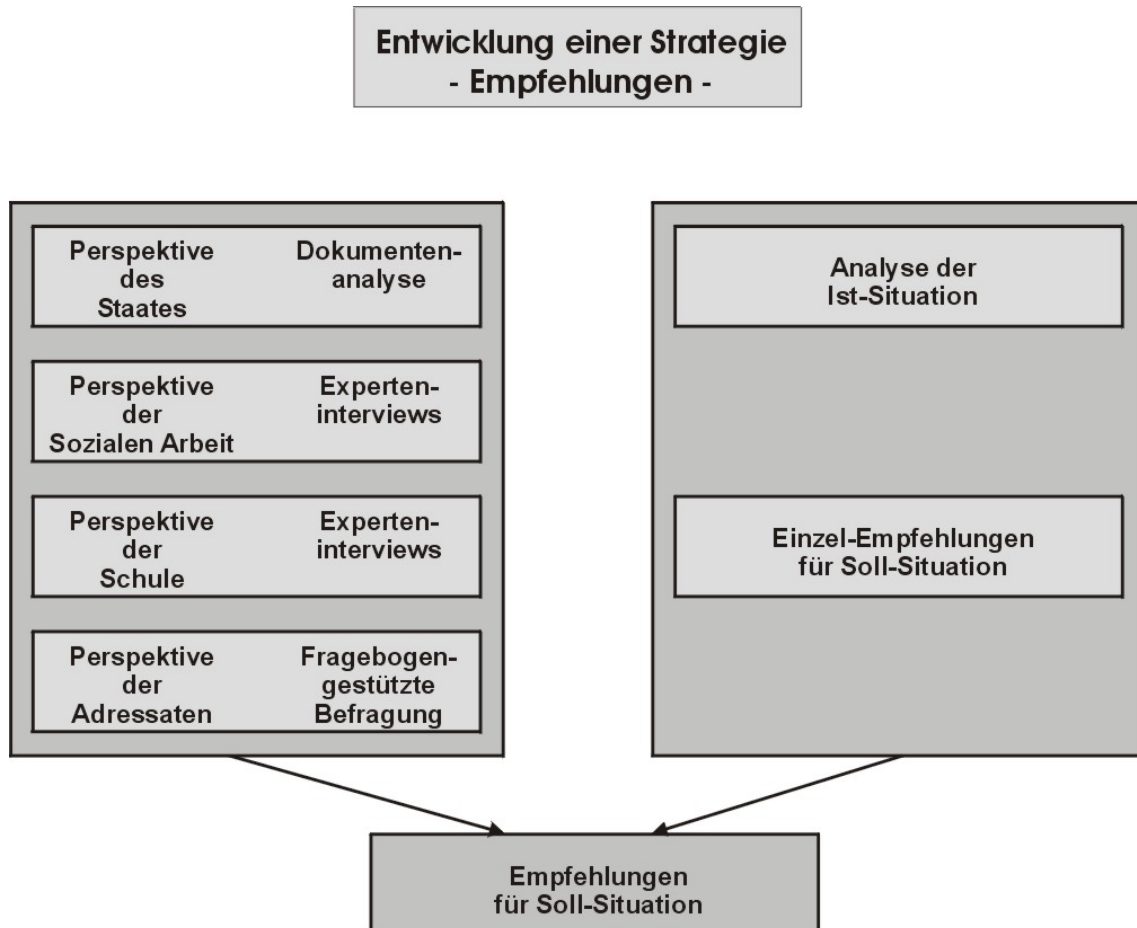 Entwicklung einer Strategie
- Empfehlungen -
Perspektive
des
Staates
Dokumenten-
analyse
Perspektive
der
Sozialen Arbeit
Experten-
interviews
Perspektive
der
Schule
Experten-
interviews
Perspektive
der
Adressaten
Fragebogen-
gestützte
Befragung
Analyse der
Ist-Situation
Einzel-Empfehlungen
für Soll-Situation
Empfehlungen
für Soll-Situation